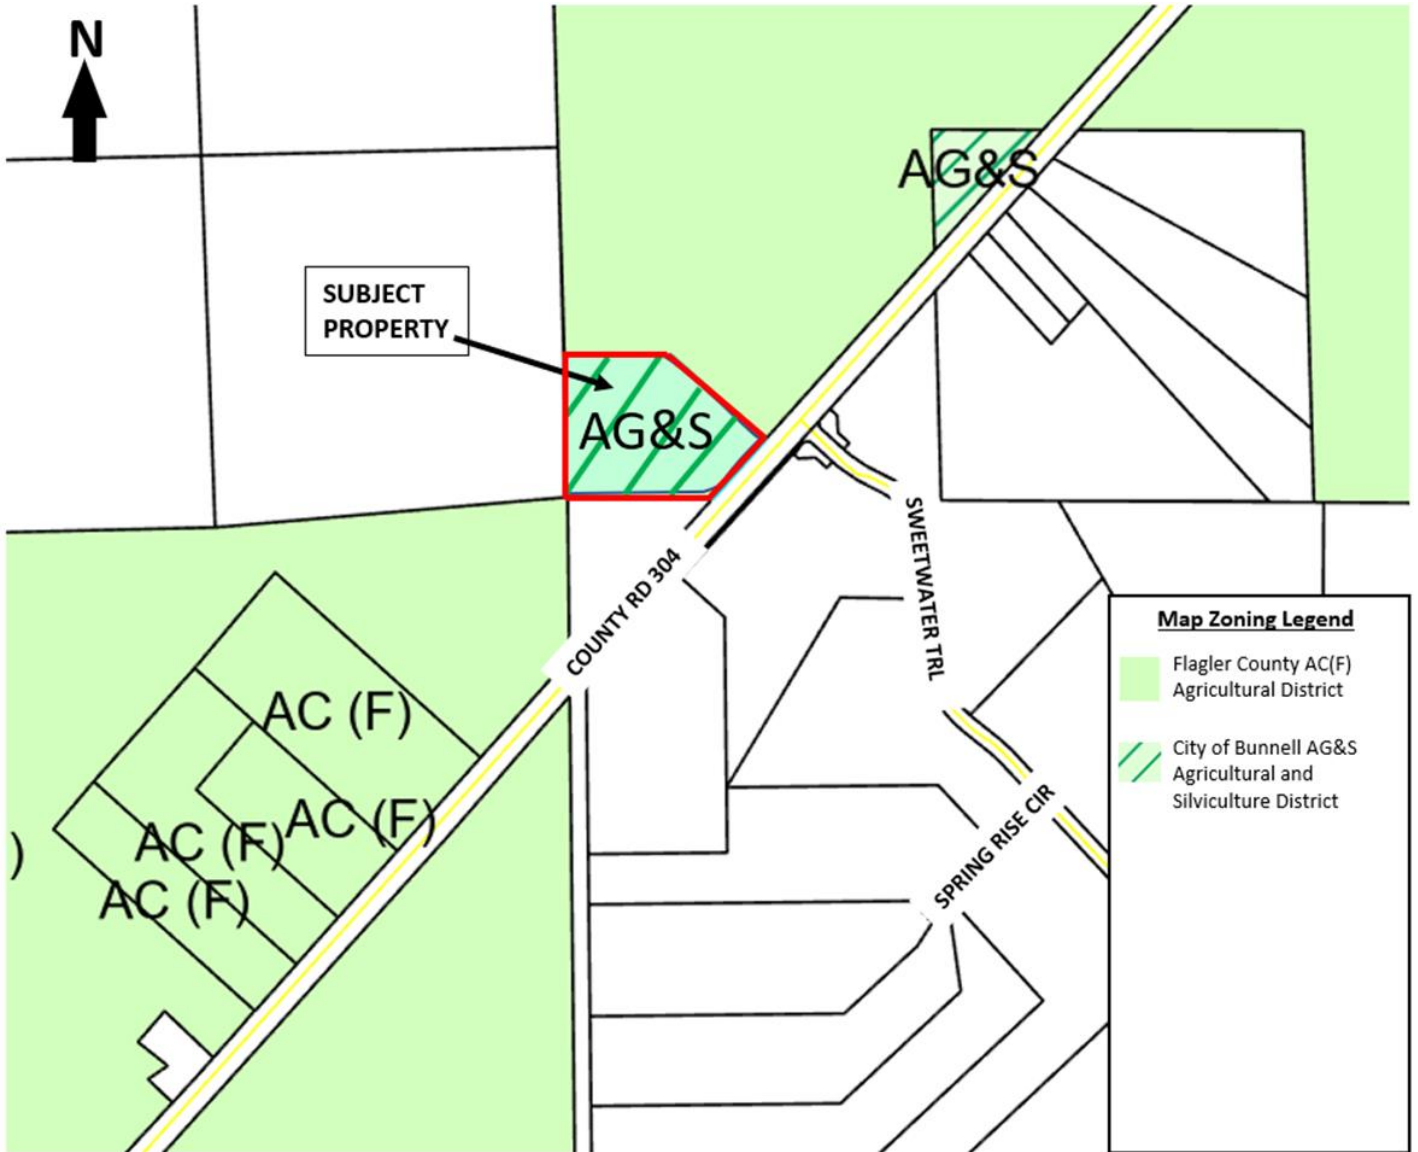 N
AG&S
SUBJECT
PROPERTY
AG&S
SWEETWATER TRL
COUNTY RD 304
Map Zoning Legend
Flagler County AC(F)
Agricultural District
City of Bunnell AG&S
Agricultural and
Silviculture District
AC (F)
AC (F)
AC (F)
AC (F)
)
SPRING RISE CIR